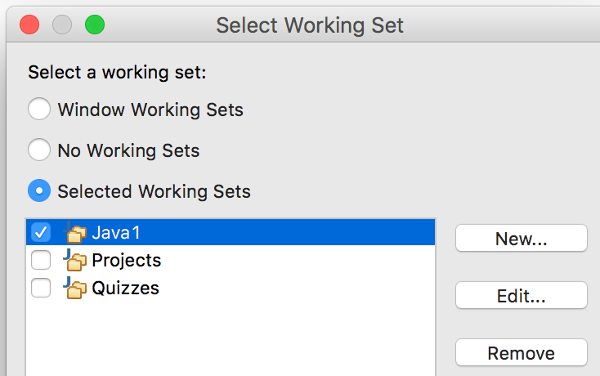 Select Working Set
Select a working set:
Window Working Sets
No Working Sets
Selected Working Sets
Java1
Projects
Quizzes
New...
Edit...
Remove